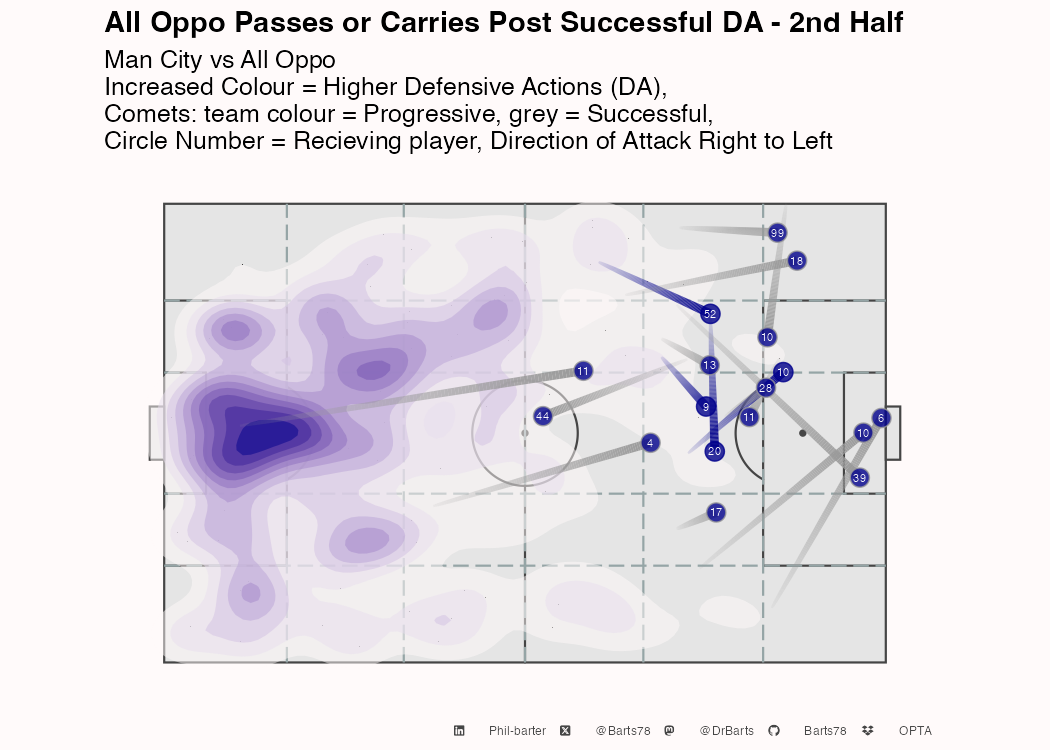 All Oppo Passes or Carries Post Successful DA - 2nd Half
Man City vs All Oppo
Increased Colour = Higher Defensive Actions (DA),
Comets: team colour = Progressive, grey = Successful,
Circle Number = Recieving player, Direction of Attack Right to Left
99
18
52
10
13
11
10
28
9
11
44
6
10
4
20
39
17
Phil-barter @Barts78 @DrBarts Barts78 OPTA